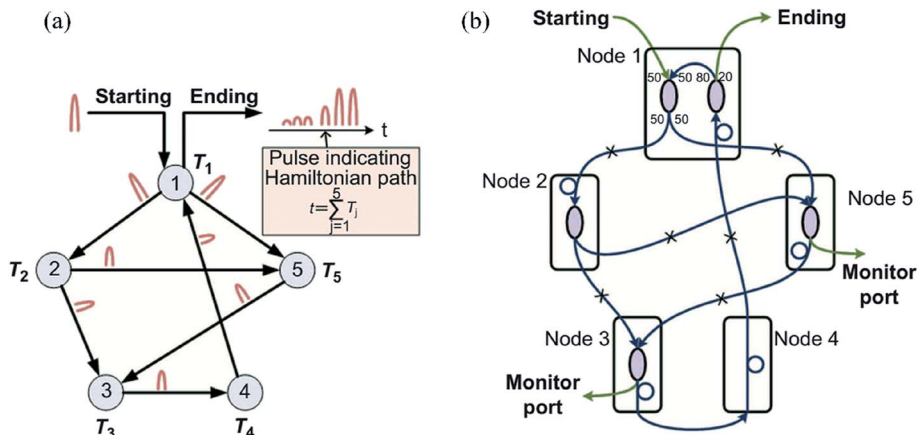 (a)
Starting
Ending
t
T₁
1
Pulse indicating
Hamiltonian path
t=∑⁵ⱼ₌₁ Tⱼ
T₂
2
5
T₅
3
4
T₃
T₄
(b)
Starting
Ending
Node 1
50 50 80 20
50 50
Node 2
Node 5
Monitor
port
Node 3
Node 4
Monitor
port